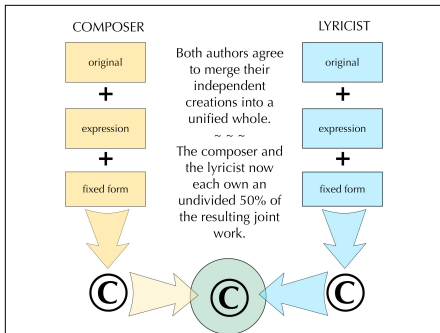 COMPOSER
original
+
expression
+
fixed form
©
Both authors agree
to merge their
independent
creations into a
unified whole.
~ ~ ~
The composer and
the lyricist now
each own an
undivided 50% of
the resulting joint
work.
©
LYRICIST
original
+
expression
+
fixed form
©